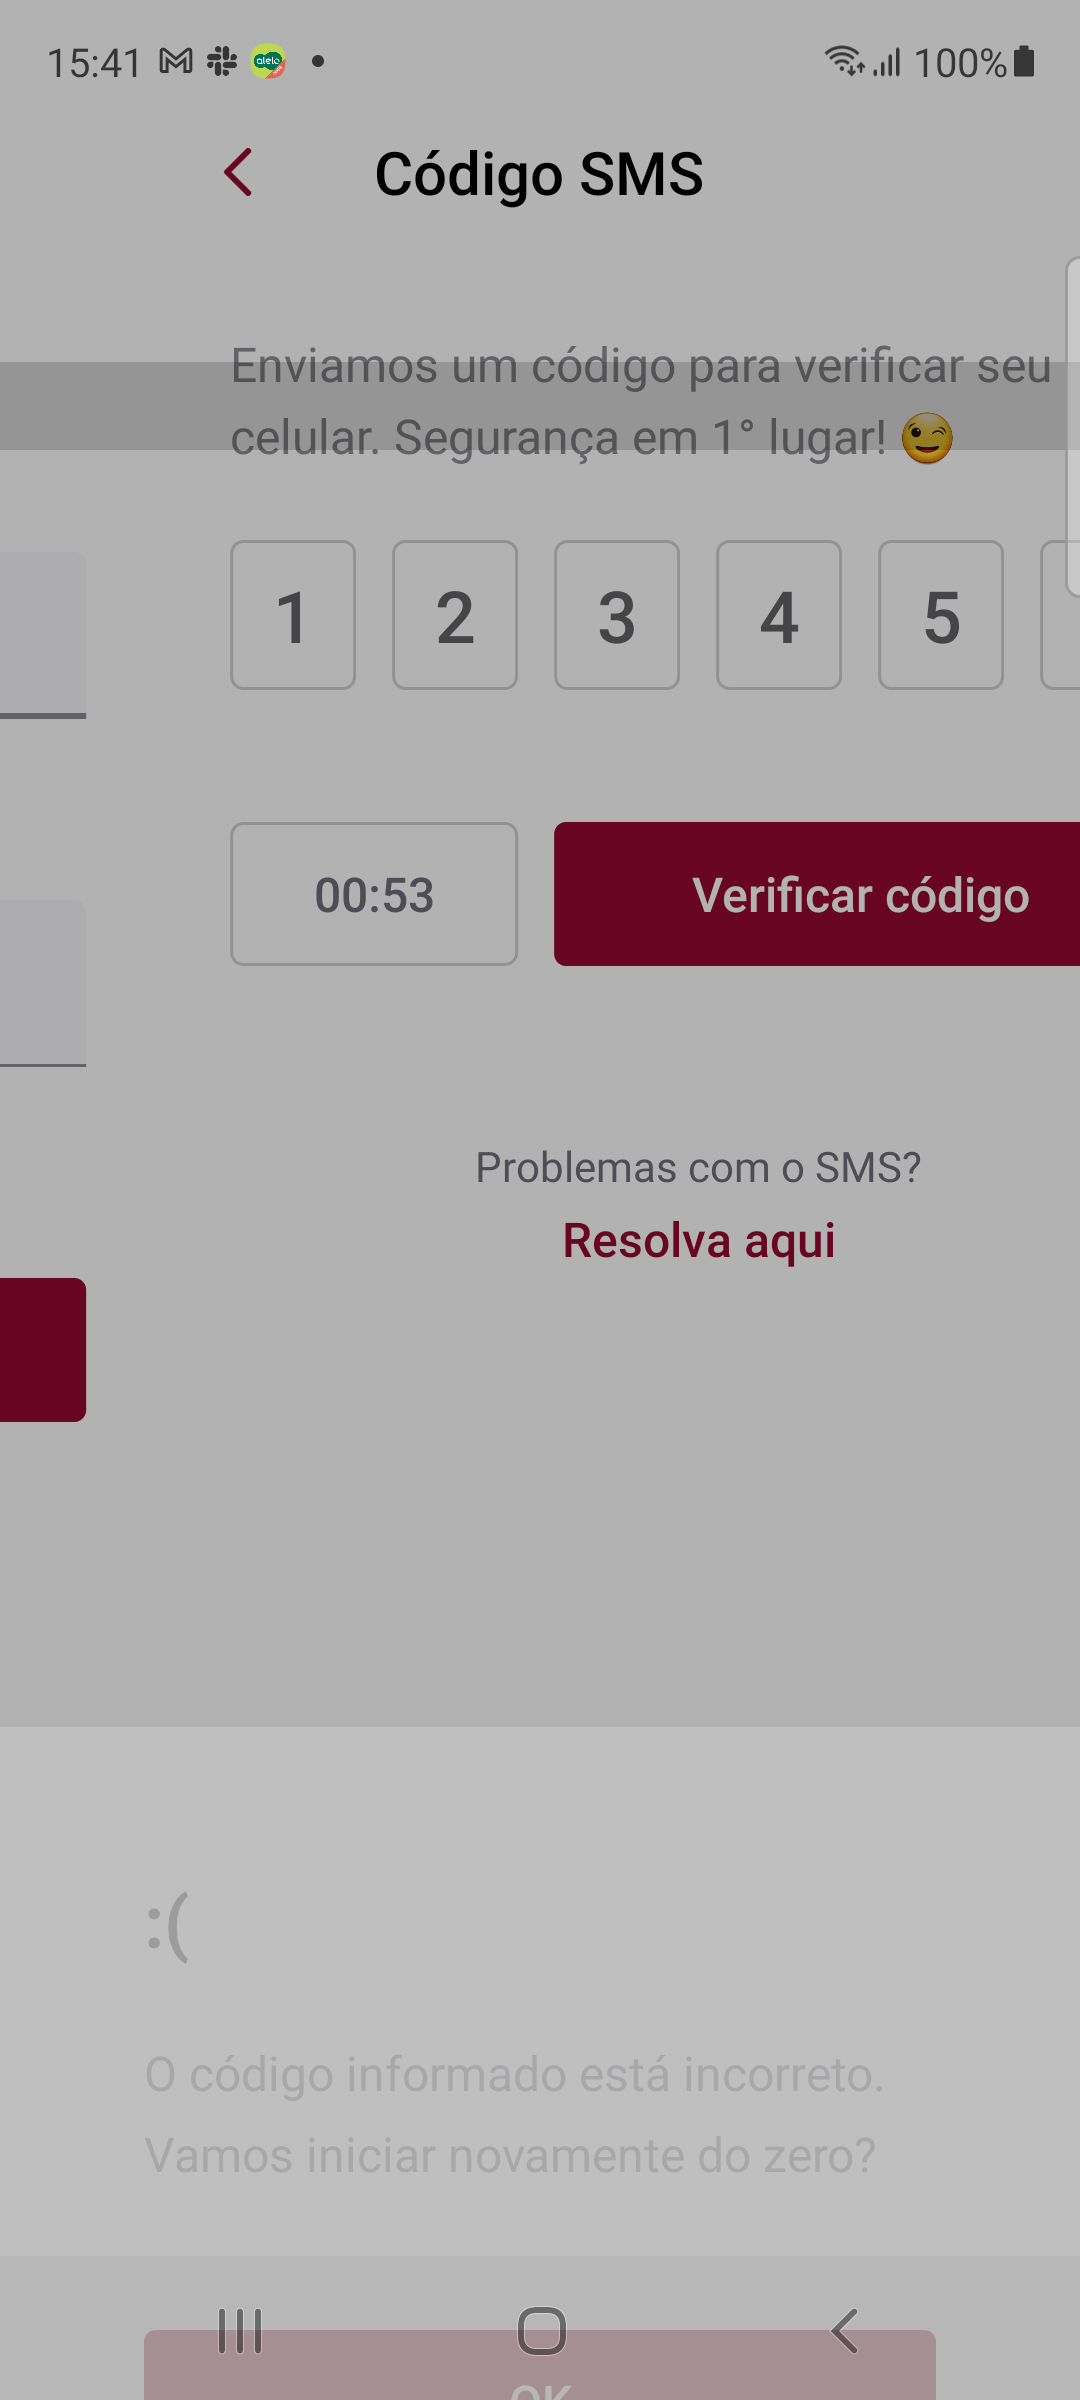 15:41
alelo
100%
Código SMS
Enviamos um código para verificar seu
celular. Segurança em 1° lugar! 😉
1 2 3 4 5
00:53
Verificar código
Problemas com o SMS?
Resolva aqui
:(
O código informado está incorreto.
Vamos iniciar novamente do zero?
OK